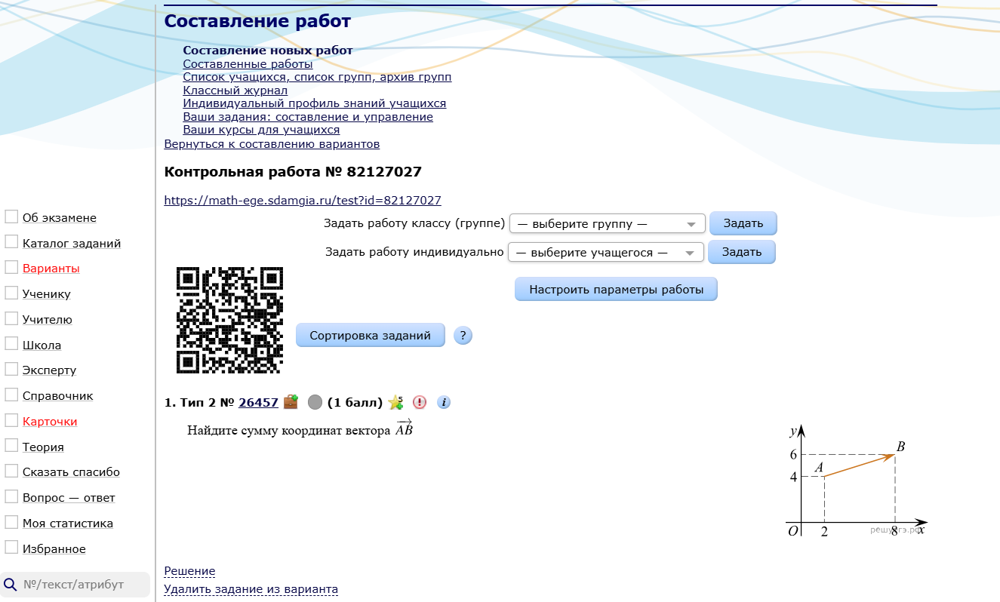 Составление работ
Составление новых работ
Составленные работы
Список учащихся, список групп, архив групп
Классный журнал
Индивидуальный профиль знаний учащихся
Ваши задания: составление и управление
Ваши курсы для учащихся
Вернуться к составлению вариантов
Контрольная работа № 82127027
https://math-ege.sdamgia.ru/test?id=82127027
Задать работу классу (группе) — выберите группу — Задать
Задать работу индивидуально — выберите учащегося — Задать
Настроить параметры работы
Сортировка заданий ?
Об экзамене
Каталог заданий
Варианты
Ученику
Учителю
Школа
Эксперту
Справочник
Карточки
Теория
Сказать спасибо
Вопрос — ответ
Моя статистика
Избранное
№/текст/атрибут
1. Тип 2 № 26457 (1 балл) 5 ! i
Найдите сумму координат вектора AB
y
B
6
A
4
O 2 8 x
Решение
Удалить задание из варианта